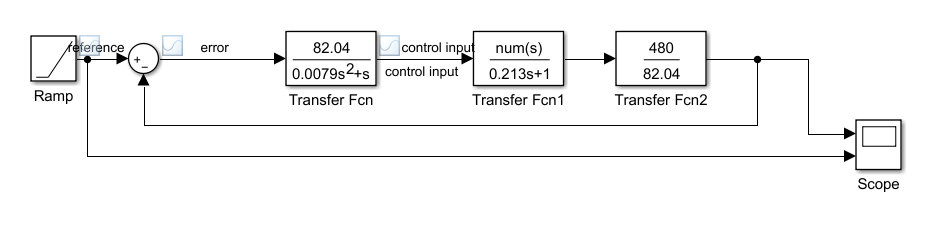 reference
error
control input
control input
+
−
82.04
0.0079s2+s
num(s)
0.213s+1
480
82.04
Ramp
Transfer Fcn
Transfer Fcn1
Transfer Fcn2
Scope